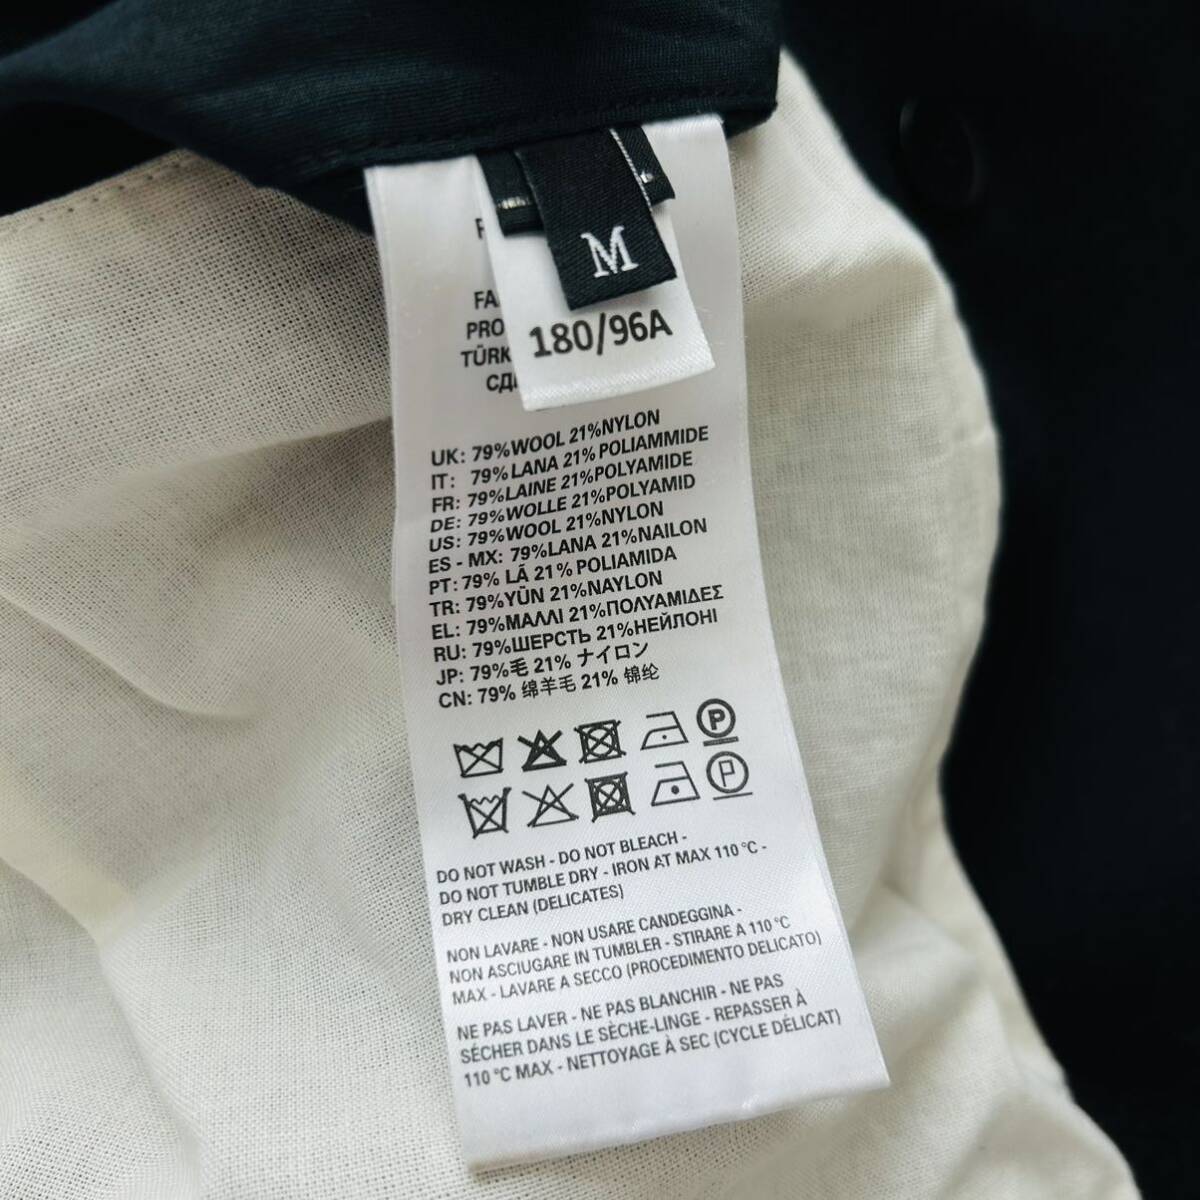 M
180/96A
FA
PRO
TÜRK
СД
UK: 79%WOOL 21%NYLON
IT: 79%LANA 21%POLIAMMIDE
FR: 79%LAINE 21%POLYAMIDE
DE: 79%WOLLE 21%POLYAMID
US: 79%WOOL 21%NYLON
ES - MX: 79%LANA 21%NAILON
PT: 79% LÃ 21%POLIAMIDA
TR: 79%YÜN 21%NAYLON
EL: 79%ΜΑΛΛΙ 21%ΠΟΛΥΑΜΙΔΕΣ
RU: 79%ШЕРСТЬ 21%НЕЙЛОНІ
JP: 79%毛 21% ナイロン
CN: 79% 绵羊毛 21% 锦纶
P
P
DO NOT WASH - DO NOT BLEACH -
DO NOT TUMBLE DRY - IRON AT MAX 110 °C -
DRY CLEAN (DELICATES)
NON LAVARE - NON USARE CANDEGGINA -
NON ASCIUGARE IN TUMBLER - STIRARE A 110 °C
MAX - LAVARE A SECCO (PROCEDIMENTO DELICATO)
NE PAS LAVER - NE PAS BLANCHIR - NE PAS
SÉCHER DANS LE SÈCHE-LINGE - REPASSER À
110 °C MAX - NETTOYAGE À SEC (CYCLE DÉLICAT)